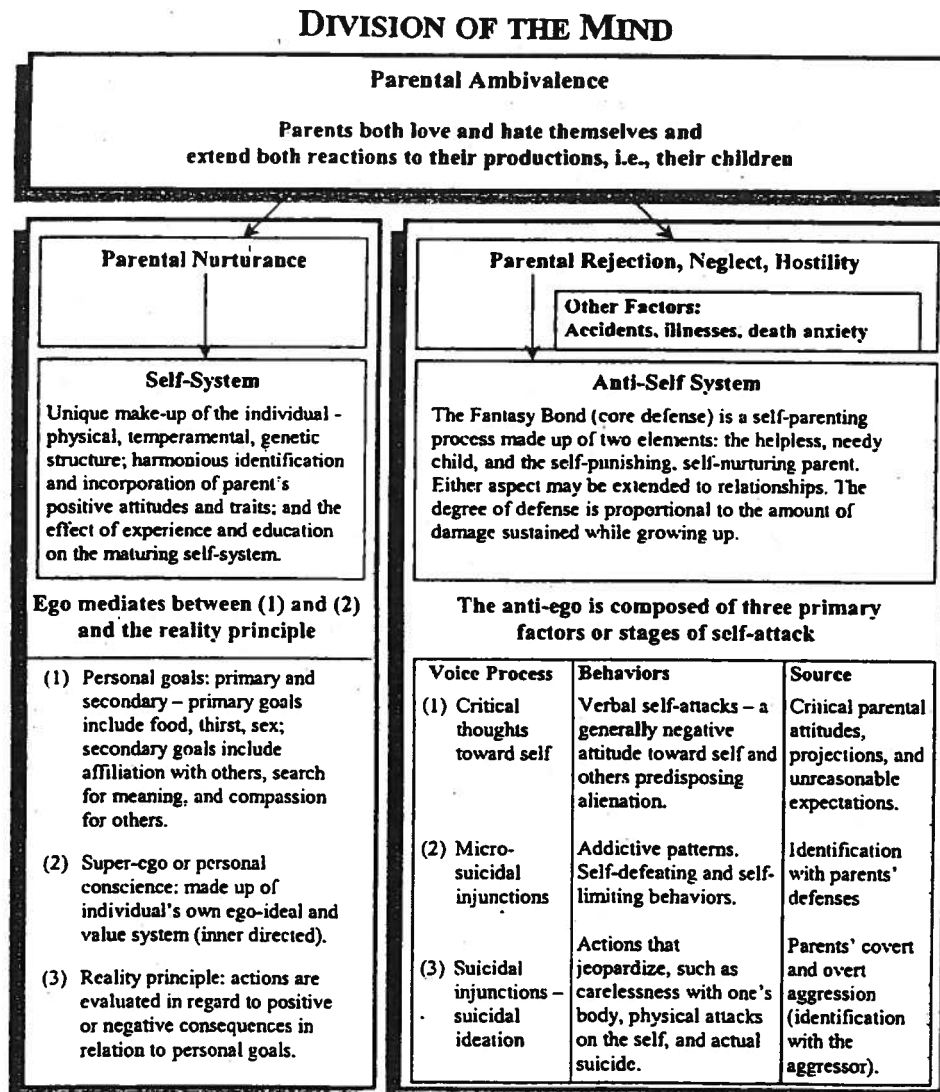 DIVISION OF THE MIND
Parental Ambivalence
Parents both love and hate themselves and
extend both reactions to their productions, i.e., their children
Parental Nurturance
Self-System
Unique make-up of the individual -
physical, temperamental, genetic
structure; harmonious identification
and incorporation of parent's
positive attitudes and traits; and the
effect of experience and education
on the maturing self-system.
Ego mediates between (1) and (2)
and the reality principle
(1) Personal goals: primary and
secondary – primary goals
include food, thirst, sex;
secondary goals include
affiliation with others, search
for meaning, and compassion
for others.
(2) Super-ego or personal
conscience: made up of
individual's own ego-ideal and
value system (inner directed).
(3) Reality principle: actions are
evaluated in regard to positive
or negative consequences in
relation to personal goals.
Parental Rejection, Neglect, Hostility
Other Factors:
Accidents, illnesses, death anxiety
Anti-Self System
The Fantasy Bond (core defense) is a self-parenting
process made up of two elements: the helpless, needy
child, and the self-punishing, self-nurturing parent.
Either aspect may be extended to relationships. The
degree of defense is proportional to the amount of
damage sustained while growing up.
The anti-ego is composed of three primary
factors or stages of self-attack
Voice Process
Behaviors
Source
(1) Critical
thoughts
toward self
Verbal self-attacks – a
generally negative
attitude toward self and
others predisposing
alienation.
Critical parental
attitudes,
projections, and
unreasonable
expectations.
(2) Micro-
suicidal
injunctions
Addictive patterns.
Self-defeating and self-
limiting behaviors.
Identification
with parents'
defenses
(3) Suicidal
injunctions –
suicidal
ideation
Actions that
jeopardize, such as
carelessness with one's
body, physical attacks
on the self, and actual
suicide.
Parents' covert
and overt
aggression
(identification
with the
aggressor).